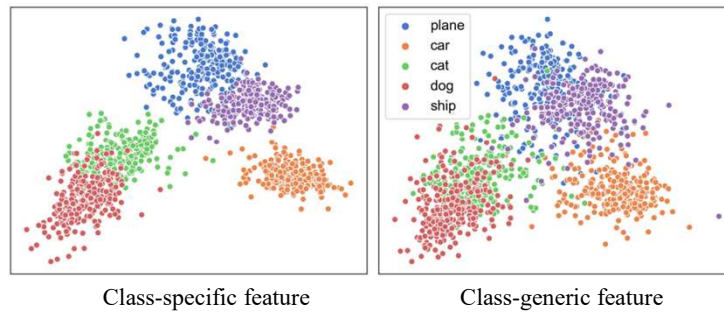 plane
car
cat
dog
ship
Class-specific feature
Class-generic feature